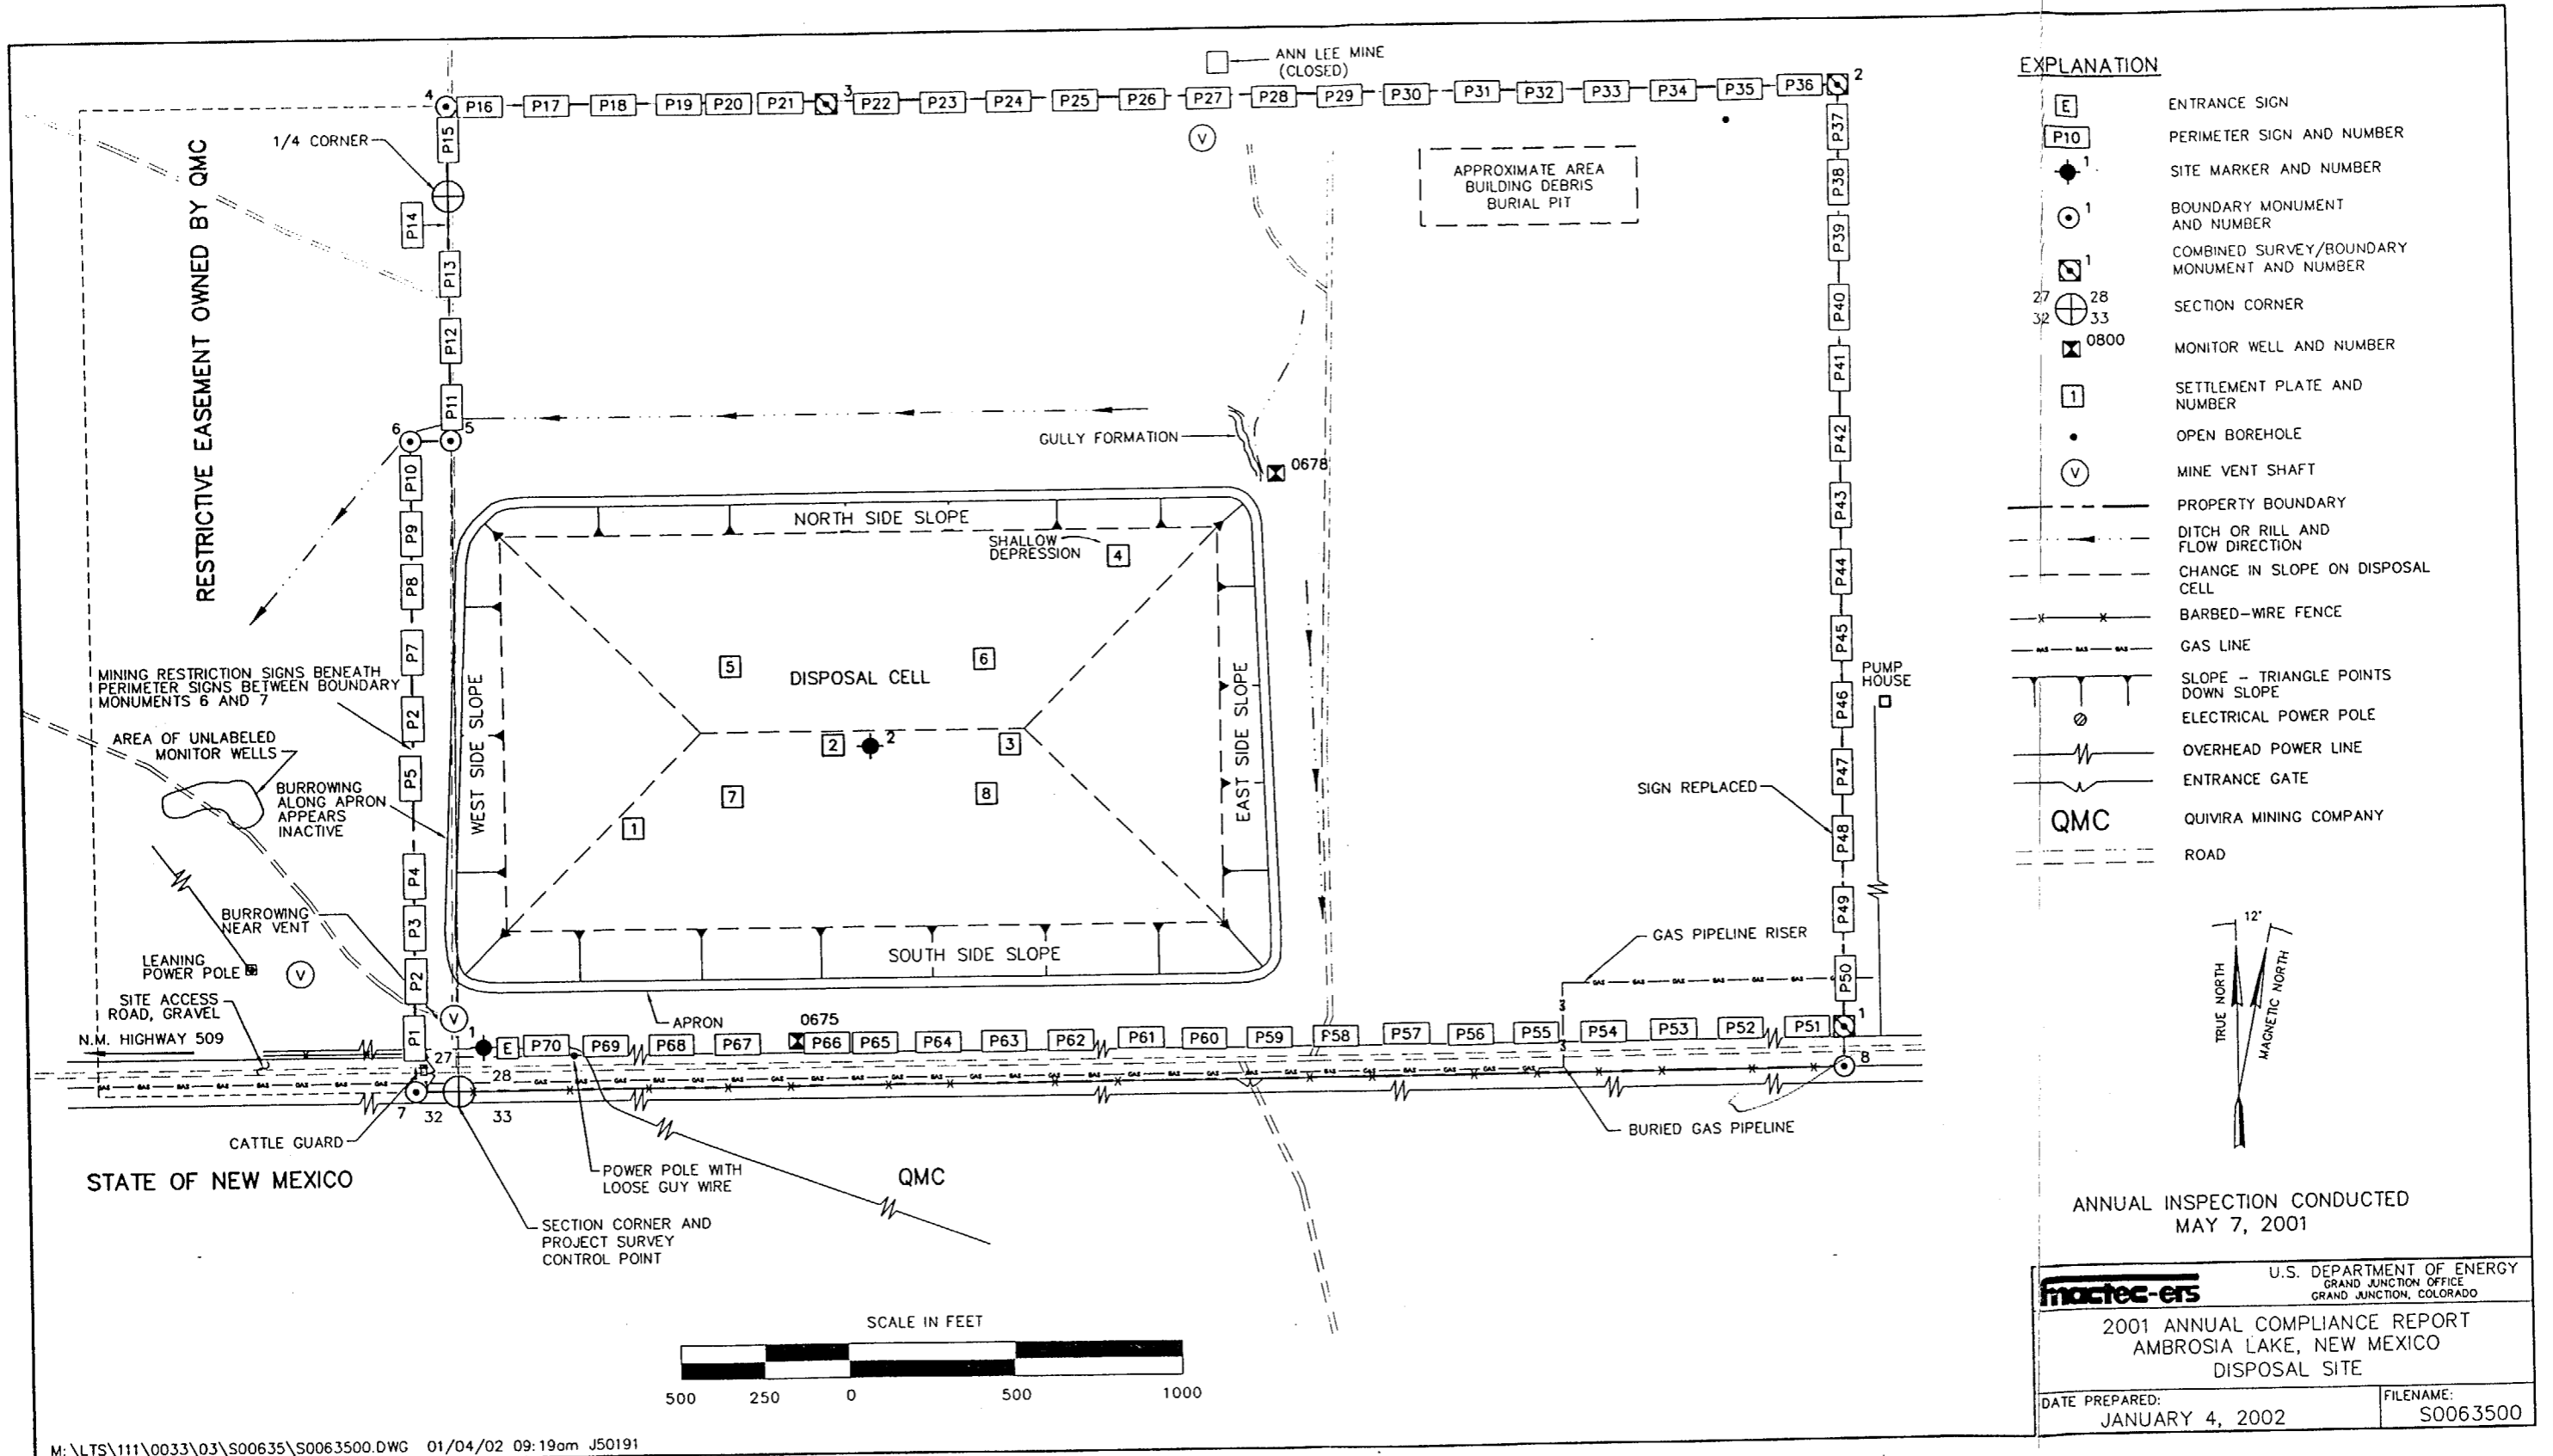 ANN LEE MINE
(CLOSED)
4
P16
P17
P18
P19
P20
P21
3
P22
P23
P24
P25
P26
P27
P28
P29
P30
P31
P32
P33
P34
P35
P36
2
1/4 CORNER
P15
P14
P13
P12
P11
RESTRICTIVE EASEMENT OWNED BY QMC
V
APPROXIMATE AREA
BUILDING DEBRIS
BURIAL PIT
P37
P38
P39
P40
P41
P42
P43
P44
P45
P46
P47
P48
P49
P50
6
5
GULLY FORMATION
0678
P10
P9
P8
P7
P2
P5
P4
P3
P2
P1
NORTH SIDE SLOPE
SHALLOW
DEPRESSION
4
5
DISPOSAL CELL
6
2
2
3
7
8
1
WEST SIDE SLOPE
EAST SIDE SLOPE
SOUTH SIDE SLOPE
MINING RESTRICTION SIGNS BENEATH
PERIMETER SIGNS BETWEEN BOUNDARY
MONUMENTS 6 AND 7
AREA OF UNLABELED
MONITOR WELLS
BURROWING
ALONG APRON
APPEARS
INACTIVE
BURROWING
NEAR VENT
LEANING
POWER POLE
V
SITE ACCESS
ROAD, GRAVEL
N.M. HIGHWAY 509
PUMP
HOUSE
SIGN REPLACED
GAS PIPELINE RISER
GAS GAS GAS GAS GAS GAS
V
APRON
1
E
P70
P69
P68
P67
0675
P66
P65
P64
P63
P62
P61
P60
P59
P58
P57
P56
P55
P54
P53
P52
P51
1
3
3
27
28
32
33
7
8
CATTLE GUARD
BURIED GAS PIPELINE
STATE OF NEW MEXICO
POWER POLE WITH
LOOSE GUY WIRE
QMC
SECTION CORNER AND
PROJECT SURVEY
CONTROL POINT
SCALE IN FEET
500 250 0 500 1000
M:\LTS\111\0033\03\S00635\S0063500.DWG 01/04/02 09:19am J50191
EXPLANATION
E ENTRANCE SIGN
P10 PERIMETER SIGN AND NUMBER
1 SITE MARKER AND NUMBER
1 BOUNDARY MONUMENT
AND NUMBER
1 COMBINED SURVEY/BOUNDARY
MONUMENT AND NUMBER
27 28
32 33
SECTION CORNER
0800 MONITOR WELL AND NUMBER
1 SETTLEMENT PLATE AND
NUMBER
OPEN BOREHOLE
V MINE VENT SHAFT
PROPERTY BOUNDARY
DITCH OR RILL AND
FLOW DIRECTION
CHANGE IN SLOPE ON DISPOSAL
CELL
BARBED-WIRE FENCE
GAS GAS GAS GAS LINE
SLOPE - TRIANGLE POINTS
DOWN SLOPE
ELECTRICAL POWER POLE
OVERHEAD POWER LINE
ENTRANCE GATE
QMC QUIVIRA MINING COMPANY
ROAD
12°
TRUE NORTH
MAGNETIC NORTH
ANNUAL INSPECTION CONDUCTED
MAY 7, 2001
mactec-ers
U.S. DEPARTMENT OF ENERGY
GRAND JUNCTION OFFICE
GRAND JUNCTION, COLORADO
2001 ANNUAL COMPLIANCE REPORT
AMBROSIA LAKE, NEW MEXICO
DISPOSAL SITE
DATE PREPARED:
JANUARY 4, 2002
FILENAME:
S0063500